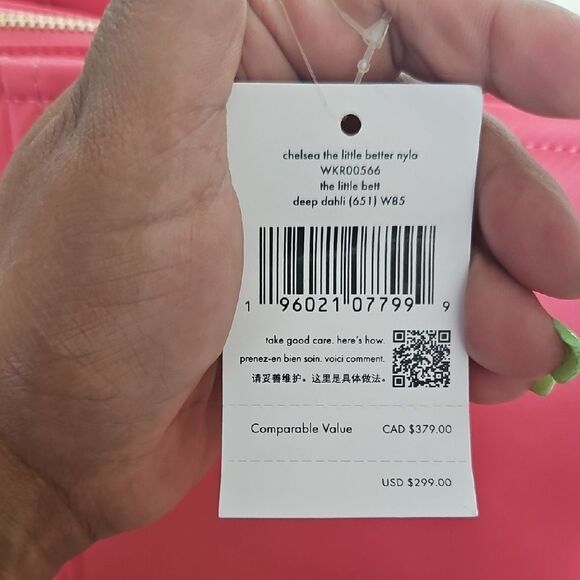 chelsea the little better nyla
WKR00566
the little bett
deep dahli (651) W85
1 96021 07799 9
take good care. here's how.
prenez-en bien soin. voici comment.
请妥善维护。这里是具体做法。
Comparable Value CAD $379.00
USD $299.00